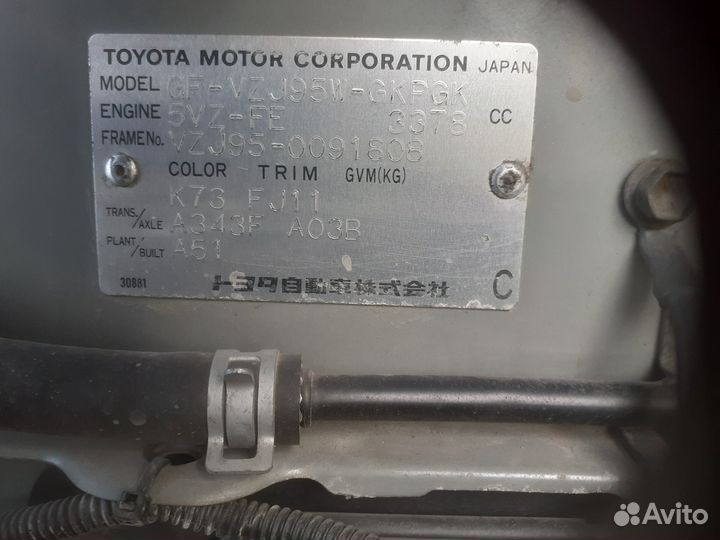 TOYOTA MOTOR CORPORATION JAPAN
MODEL GF-VZJ95W-GKPGK
ENGINE 5VZ-FE 3378 CC
FRAME No. VZJ95-0091808
COLOR TRIM GVM(KG)
K73 FJ11
TRANS./AXLE A343F A03B
PLANT/BUILT A51
30881 トヨタ自動車株式会社 C
Avito